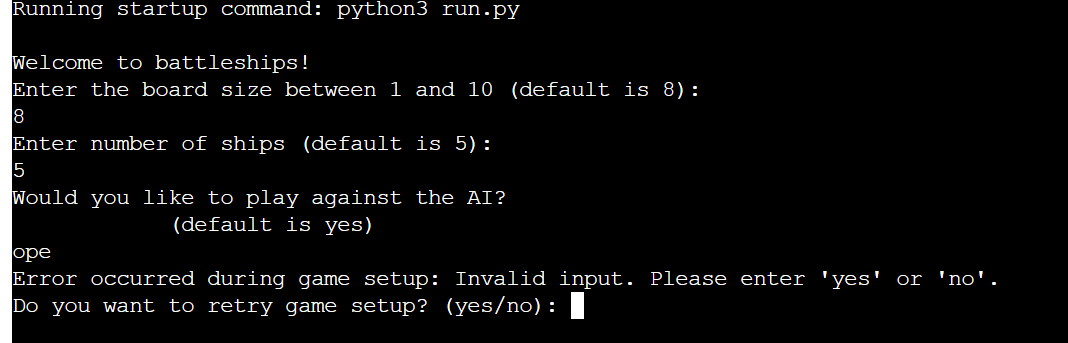 Running startup command: python3 run.py
Welcome to battleships!
Enter the board size between 1 and 10 (default is 8):
8
Enter number of ships (default is 5):
5
Would you like to play against the AI?
(default is yes)
ope
Error occurred during game setup: Invalid input. Please enter 'yes' or 'no'.
Do you want to retry game setup? (yes/no):